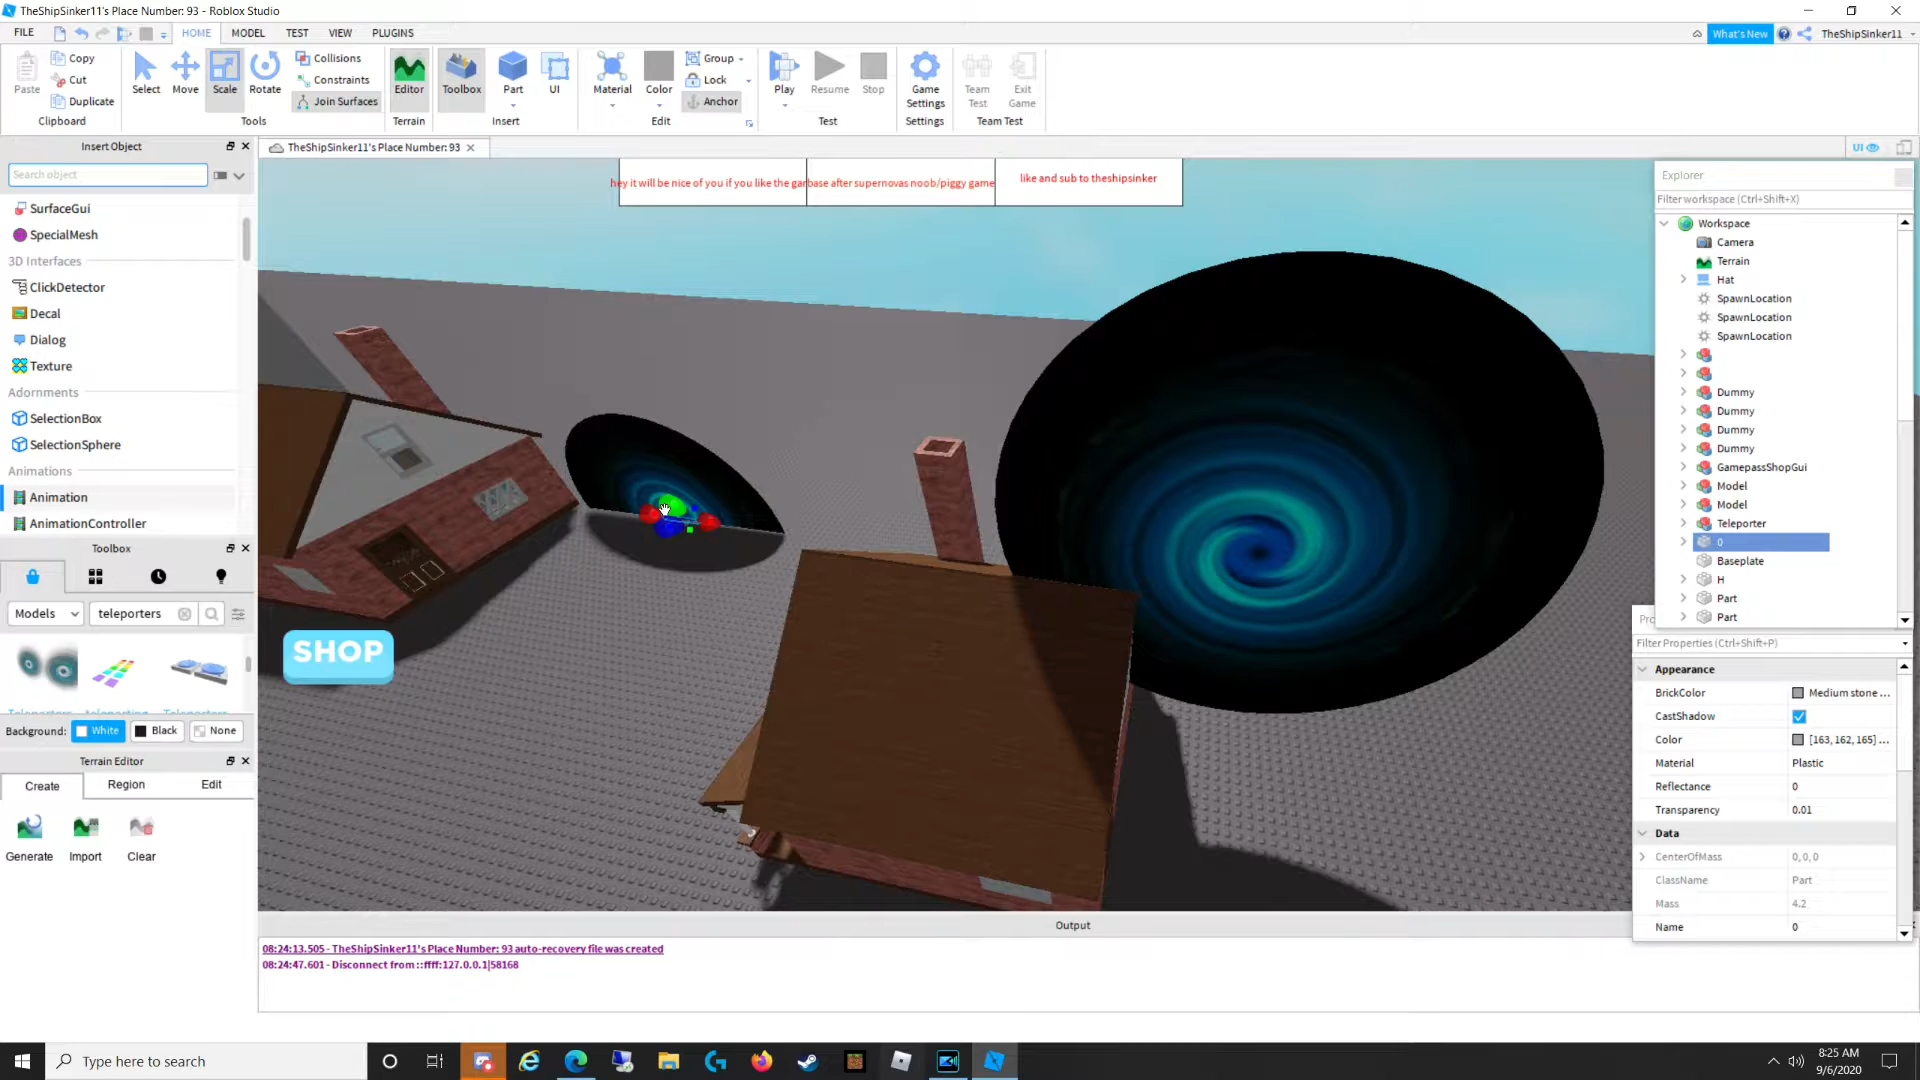 TheShipSinker11's Place Number: 93 - Roblox Studio
FILE HOME MODEL TEST VIEW PLUGINS
What's New TheShipSinker11
Paste Copy Cut Duplicate Clipboard
Select Move Scale Rotate Tools
Collisions Constraints Join Surfaces
Editor Terrain
Toolbox Part UI Insert
Material Color Group Lock Anchor Edit
Play Resume Stop Test
Game Settings Settings
Team Test Exit Game Team Test
Insert Object
Search object
SurfaceGui
SpecialMesh
3D Interfaces
ClickDetector
Decal
Dialog
Texture
Adornments
SelectionBox
SelectionSphere
Animations
Animation
AnimationController
Toolbox
Models teleporters
Background: White Black None
Terrain Editor
Create Region Edit
Generate Import Clear
TheShipSinker11's Place Number: 93
UI
hey it will be nice of you if you like the gar
base after supernovas noob/piggy game
like and sub to theshipsinker
SHOP
Explorer
Filter workspace (Ctrl+Shift+X)
Workspace
Camera
Terrain
Hat
SpawnLocation
SpawnLocation
SpawnLocation
Dummy
Dummy
Dummy
Dummy
GamepassShopGui
Model
Model
Teleporter
0
Baseplate
H
Part
Part
Filter Properties (Ctrl+Shift+P)
Appearance
BrickColor Medium stone ...
CastShadow
Color [163, 162, 165] ...
Material Plastic
Reflectance 0
Transparency 0.01
Data
CenterOfMass 0, 0, 0
ClassName Part
Mass 4.2
Name 0
Output
08:24:13.505 - TheShipSinker11's Place Number: 93 auto-recovery file was created
08:24:47.601 - Disconnect from ::ffff:127.0.0.1|58168
Type here to search
8:25 AM
9/6/2020